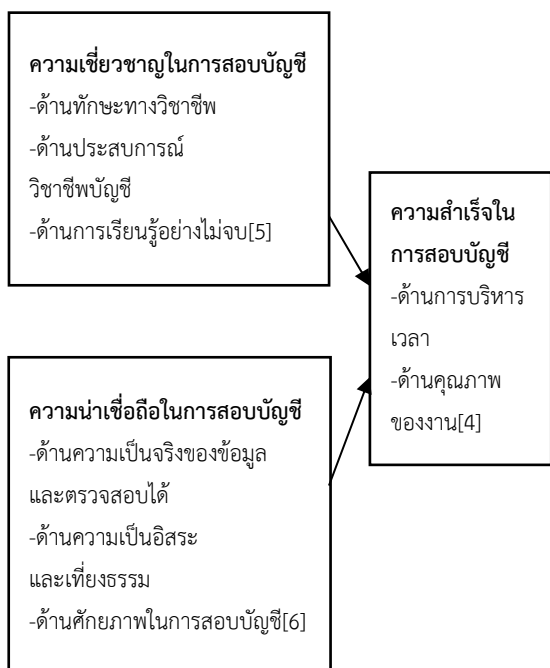 ความเชี่ยวชาญในการสอบบัญชี
-ด้านทักษะทางวิชาชีพ
-ด้านประสบการณ์
วิชาชีพบัญชี
-ด้านการเรียนรู้อย่างไม่จบ[5]
ความสำเร็จใน
การสอบบัญชี
-ด้านการบริหาร
เวลา
-ด้านคุณภาพ
ของงาน[4]
ความน่าเชื่อถือในการสอบบัญชี
-ด้านความเป็นจริงของข้อมูล
และตรวจสอบได้
-ด้านความเป็นอิสระ
และเที่ยงธรรม
-ด้านศักยภาพในการสอบบัญชี[6]